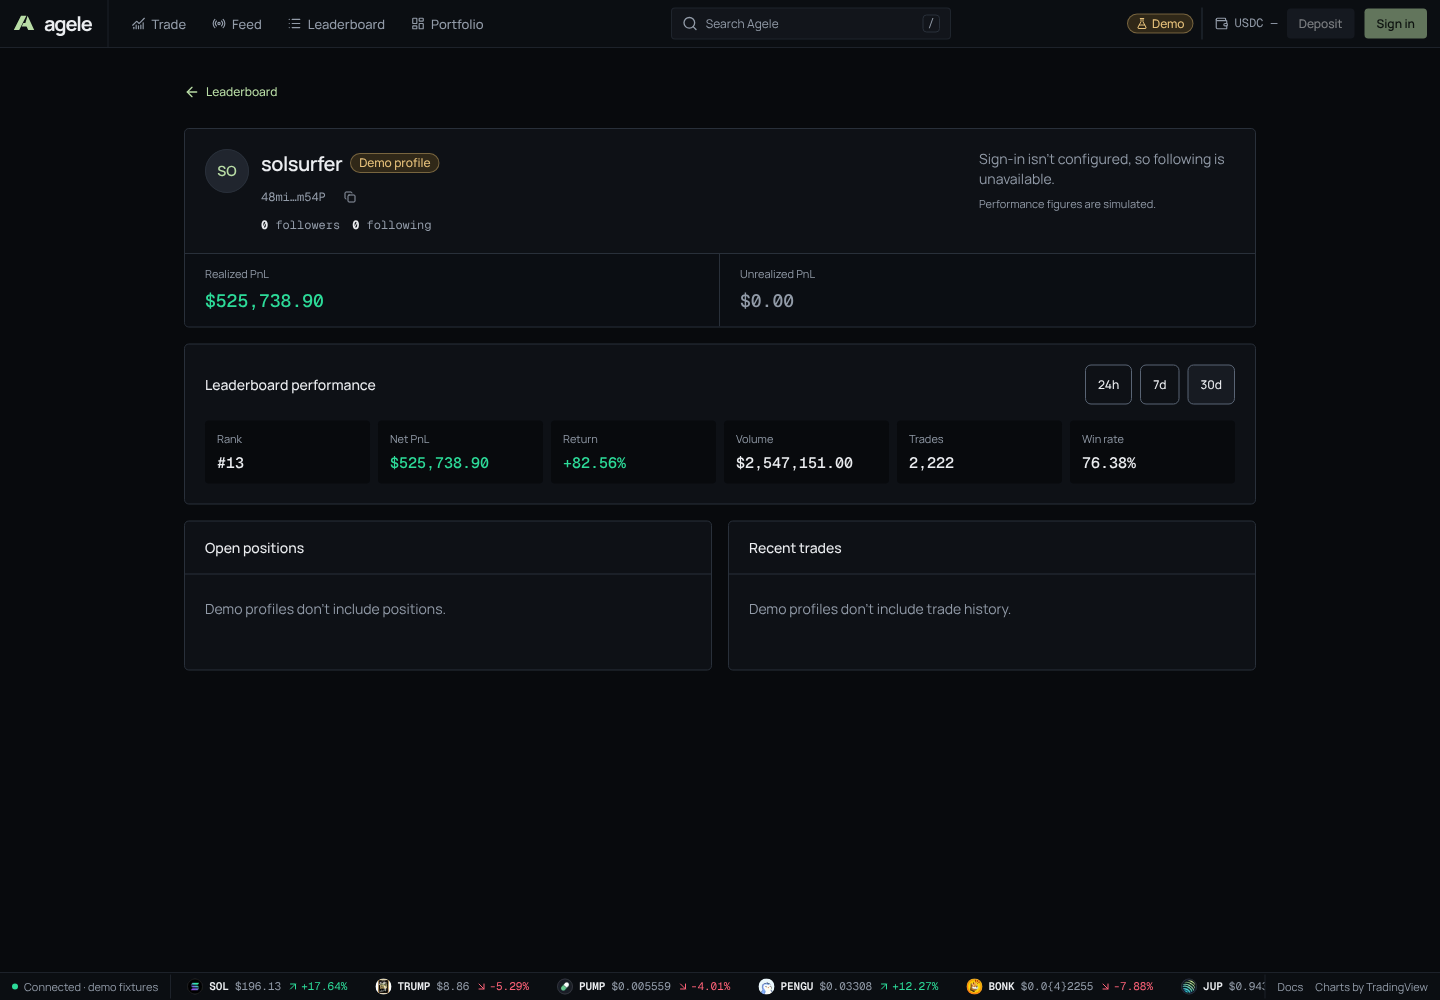 agele Trade Feed Leaderboard Portfolio Search Agele / Demo USDC – Deposit Sign in
Leaderboard
SO solsurfer Demo profile
48mi…m54P
0 followers 0 following
Sign-in isn't configured, so following is
unavailable.
Performance figures are simulated.
Realized PnL
$525,738.90
Unrealized PnL
$0.00
Leaderboard performance 24h 7d 30d
Rank
#13
Net PnL
$525,738.90
Return
+82.56%
Volume
$2,547,151.00
Trades
2,222
Win rate
76.38%
Open positions
Demo profiles don't include positions.
Recent trades
Demo profiles don't include trade history.
Connected · demo fixtures SOL $196.13 +17.64% TRUMP $8.86 -5.29% PUMP $0.005559 -4.01% PENGU $0.03308 +12.27% BONK $0.0{4}2255 -7.88% JUP Docs Charts by TradingView